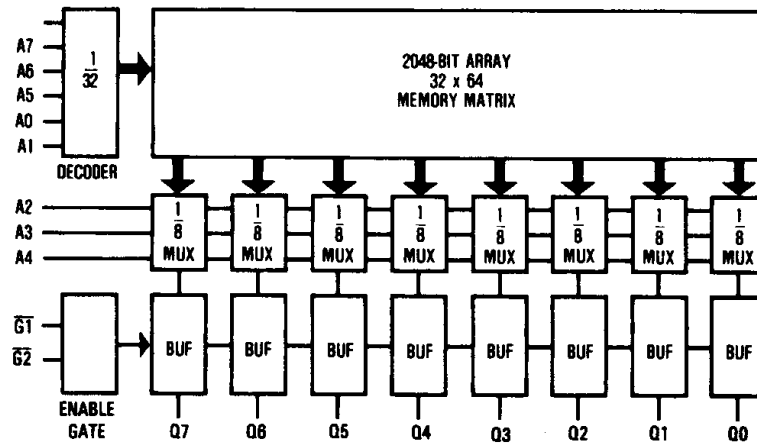 A7
A6
A5
A0
A1
1
32
DECODER
2048-BIT ARRAY
32 x 64
MEMORY MATRIX
A2
A3
A4
1 1 1 1 1 1 1 1
8 8 8 8 8 8 8 8
MUX MUX MUX MUX MUX MUX MUX MUX
G1
G2
ENABLE
GATE
BUF BUF BUF BUF BUF BUF BUF BUF
Q7 Q6 Q5 Q4 Q3 Q2 Q1 Q0